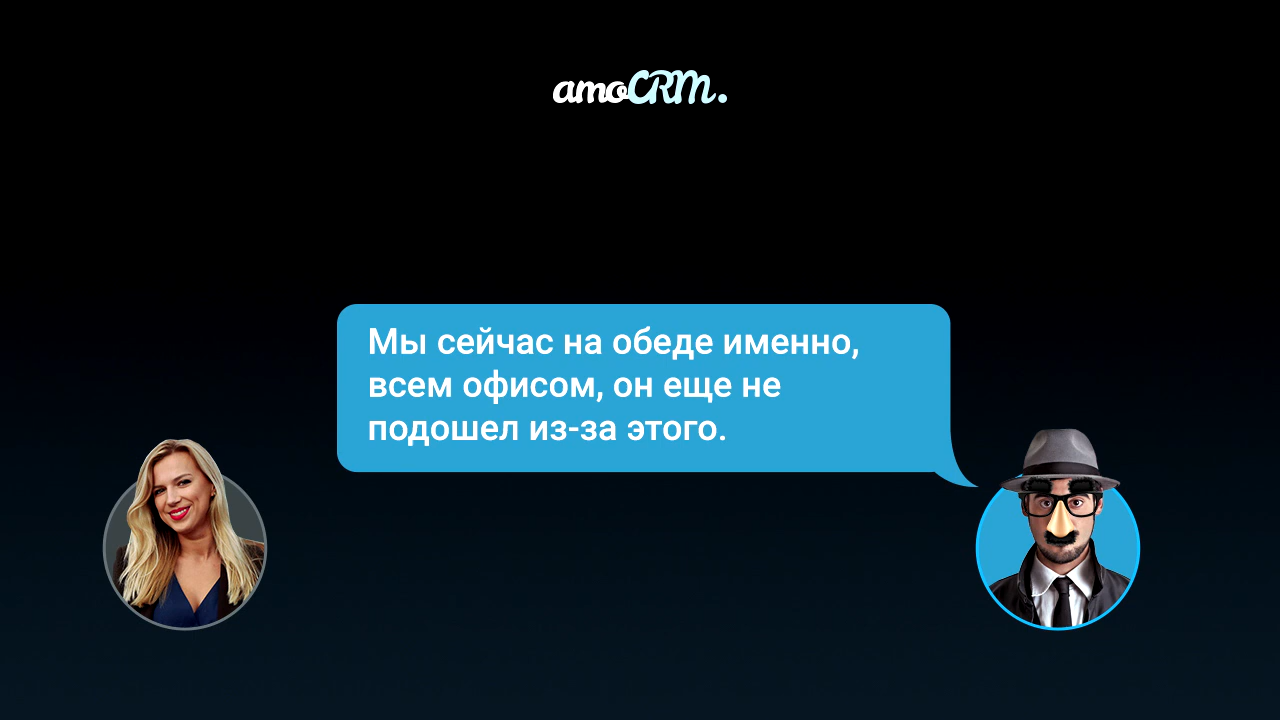 amoCRM.
Мы сейчас на обеде именно,
всем офисом, он еще не
подошел из-за этого.